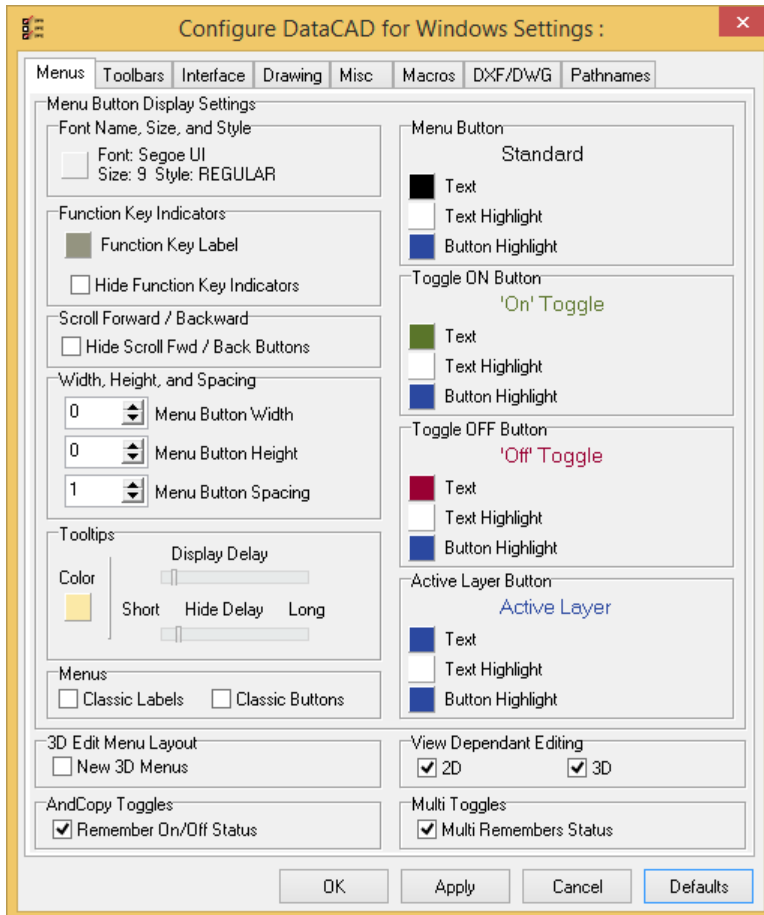 Configure DataCAD for Windows Settings :
Menus
Toolbars
Interface
Drawing
Misc
Macros
DXF/DWG
Pathnames
Menu Button Display Settings
Font Name, Size, and Style
Font: Segoe UI
Size: 9 Style: REGULAR
Function Key Indicators
Function Key Label
Hide Function Key Indicators
Scroll Forward / Backward
Hide Scroll Fwd / Back Buttons
Width, Height, and Spacing
0 Menu Button Width
0 Menu Button Height
1 Menu Button Spacing
Tooltips
Display Delay
Color
Short Hide Delay Long
Menus
Classic Labels Classic Buttons
Menu Button
Standard
Text
Text Highlight
Button Highlight
Toggle ON Button
'On' Toggle
Text
Text Highlight
Button Highlight
Toggle OFF Button
'Off' Toggle
Text
Text Highlight
Button Highlight
Active Layer Button
Active Layer
Text
Text Highlight
Button Highlight
3D Edit Menu Layout
New 3D Menus
View Dependant Editing
2D 3D
AndCopy Toggles
Remember On/Off Status
Multi Toggles
Multi Remembers Status
OK
Apply
Cancel
Defaults